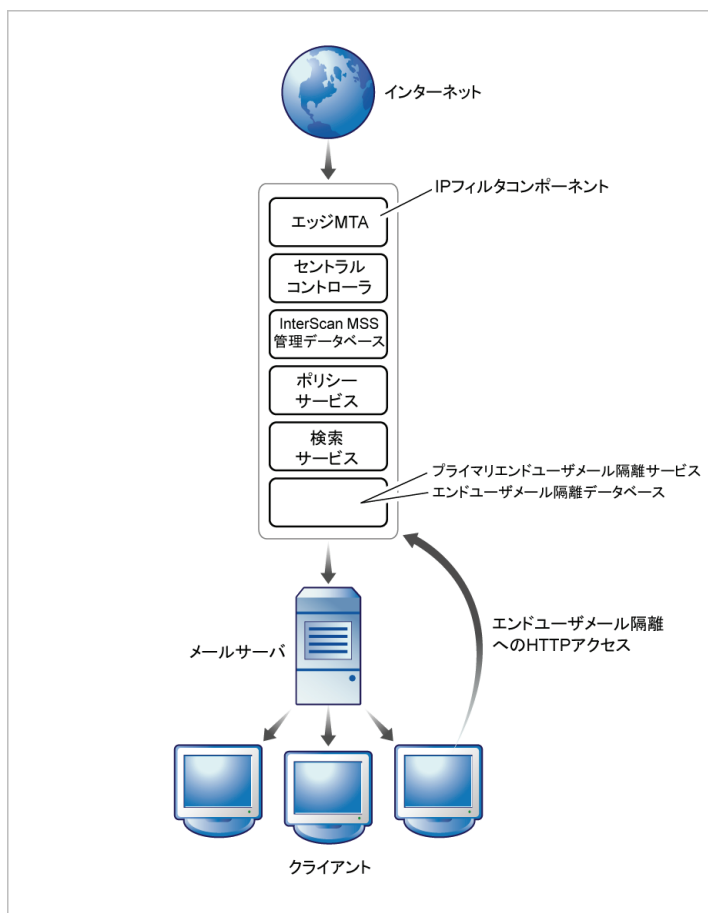 インターネット
IPフィルタコンポーネント
エッジMTA
セントラル
コントローラ
InterScan MSS
管理データベース
ポリシー
サービス
検索
サービス
プライマリエンドユーザメール隔離サービス
エンドユーザメール隔離データベース
エンドユーザメール隔離
へのHTTPアクセス
メールサーバ
クライアント